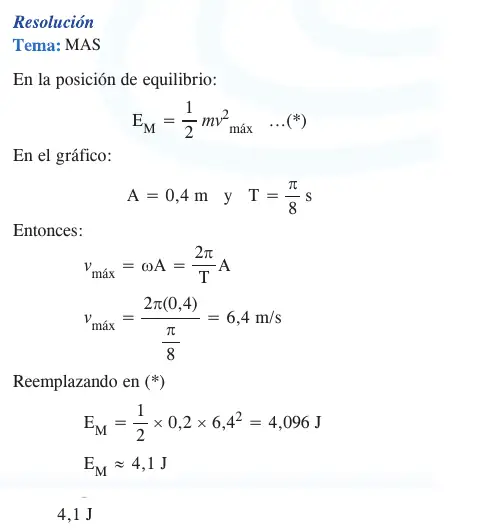 Resolución
Tema: MAS
En la posición de equilibrio:
E_M = 1/2 mv²_máx ...(*)
En el gráfico:
A = 0,4 m y T = π/8 s
Entonces:
v_máx = ωA = 2π/T A
v_máx = 2π(0,4)/(π/8) = 6,4 m/s
Reemplazando en (*)
E_M = 1/2 × 0,2 × 6,4² = 4,096 J
E_M ≈ 4,1 J
4,1 J